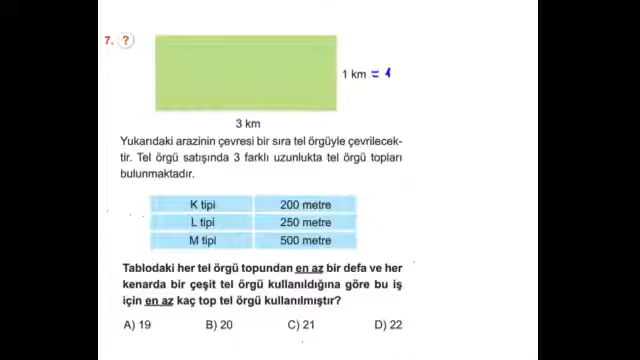 7. ?
1 km = 1
3 km
Yukarıdaki arazinin çevresi bir sıra tel örgüyle çevrilecek-
tir. Tel örgü satışında 3 farklı uzunlukta tel örgü topları
bulunmaktadır.
K tipi 200 metre
L tipi 250 metre
M tipi 500 metre
Tablodaki her tel örgü topundan en az bir defa ve her
kenarda bir çeşit tel örgü kullanıldığına göre bu iş
için en az kaç top tel örgü kullanılmıştır?
A) 19 B) 20 C) 21 D) 22